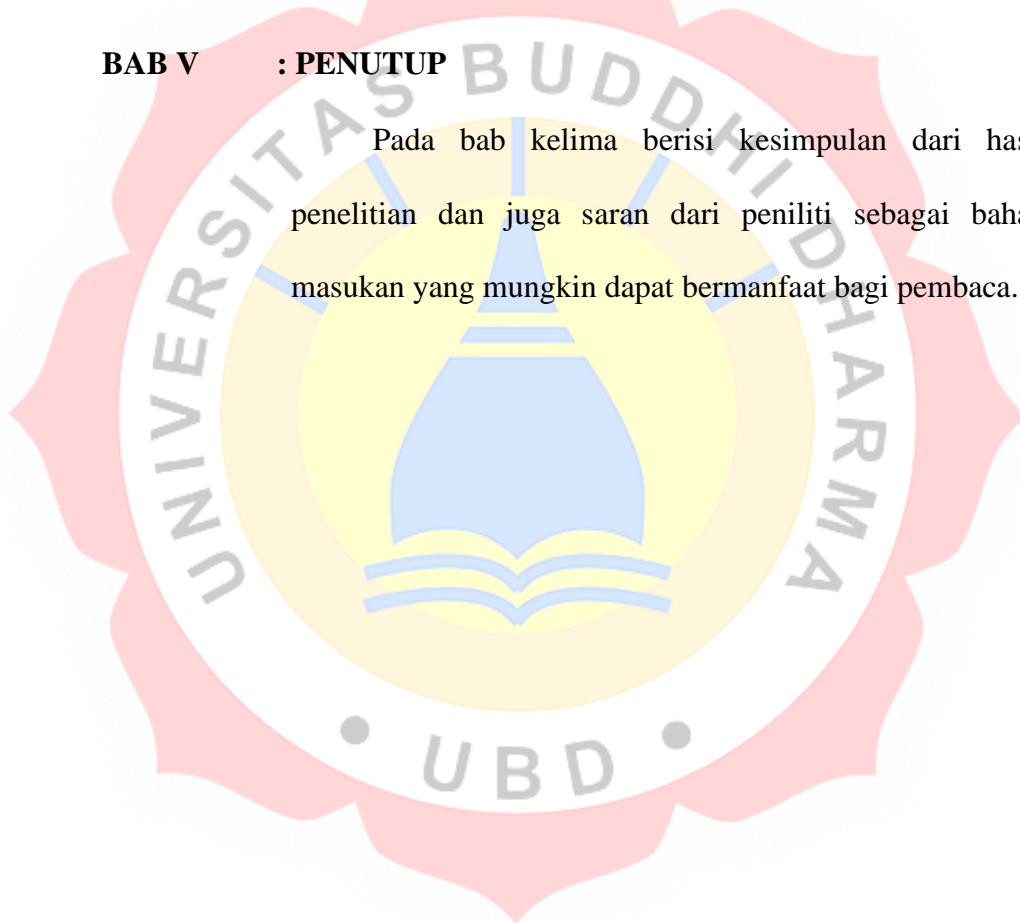 BAB V : PENUTUP
Pada bab kelima berisi kesimpulan dari has
penelitian dan juga saran dari peniliti sebagai baha
masukan yang mungkin dapat bermanfaat bagi pembaca.
UNIVERSITAS BUDDHI DHARMA
• UBD •